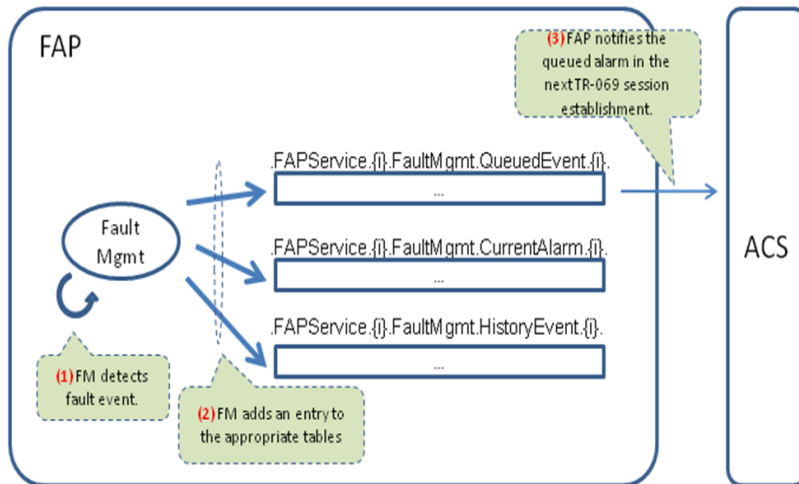 FAP
(3) FAP notifies the
queued alarm in the
next TR-069 session
establishment.
.FAPService.{i}.FaultMgmt.QueuedEvent.{i}.
...
Fault
Mgmt
.FAPService.{i}.FaultMgmt.CurrentAlarm.{i}.
...
ACS
.FAPService.{i}.FaultMgmt.HistoryEvent.{i}.
...
(1) FM detects
fault event.
(2) FM adds an entry to
the appropriate tables